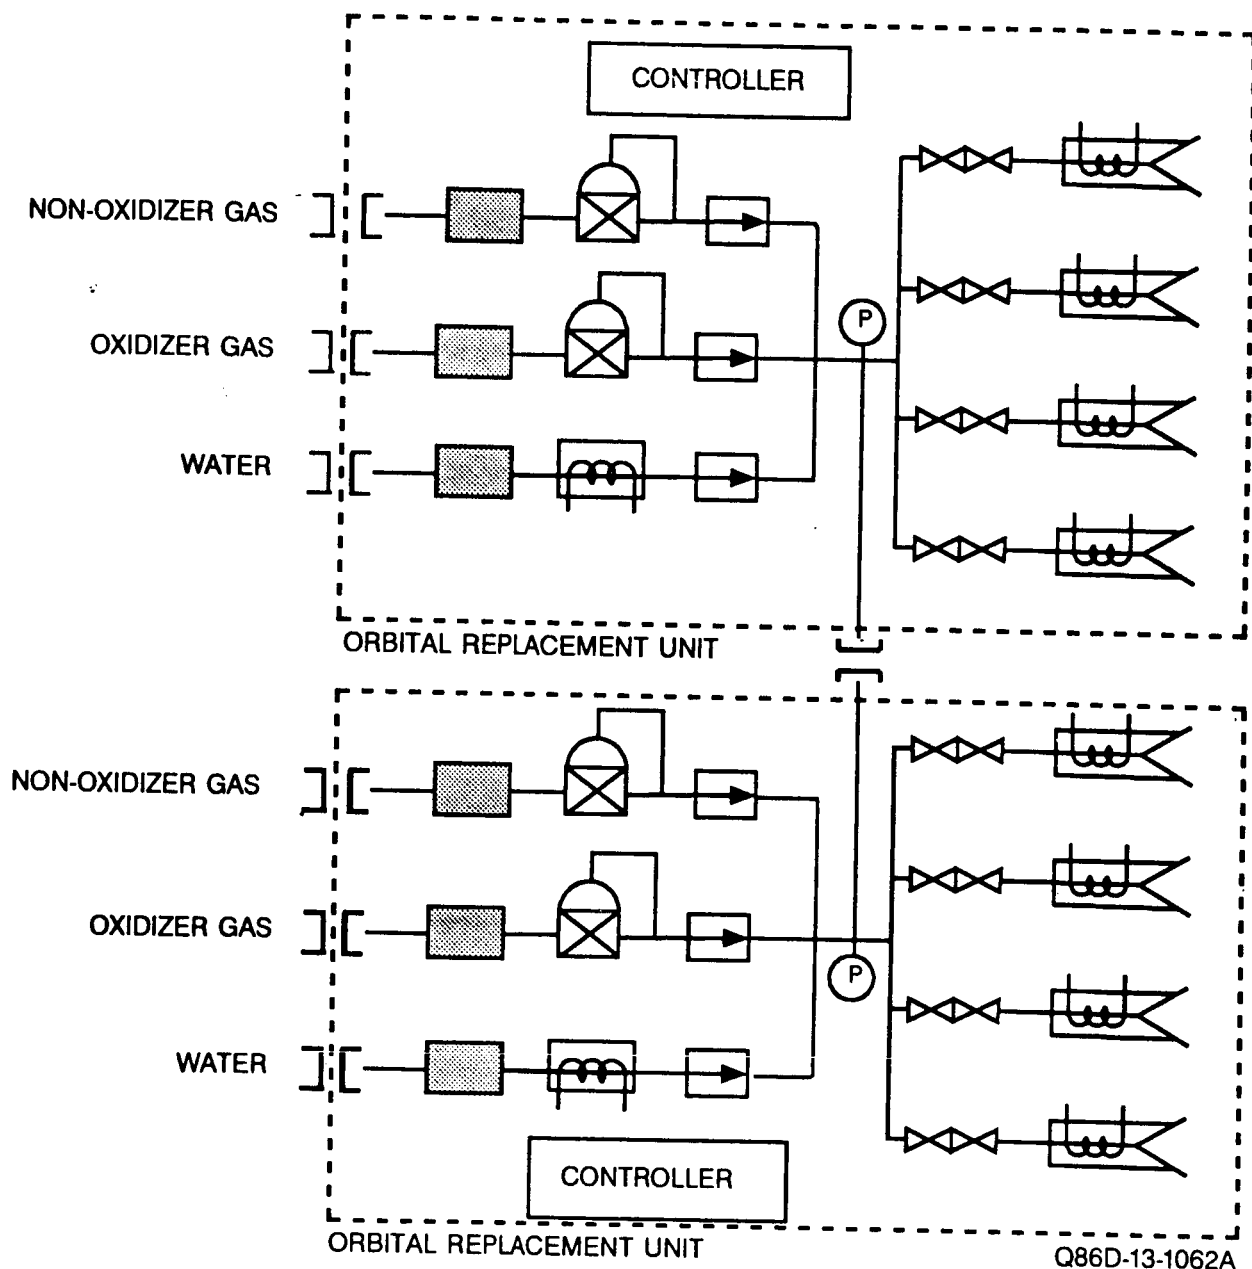 CONTROLLER
NON-OXIDIZER GAS
OXIDIZER GAS
P
WATER
ORBITAL REPLACEMENT UNIT
NON-OXIDIZER GAS
OXIDIZER GAS
P
WATER
CONTROLLER
ORBITAL REPLACEMENT UNIT
Q86D-13-1062A